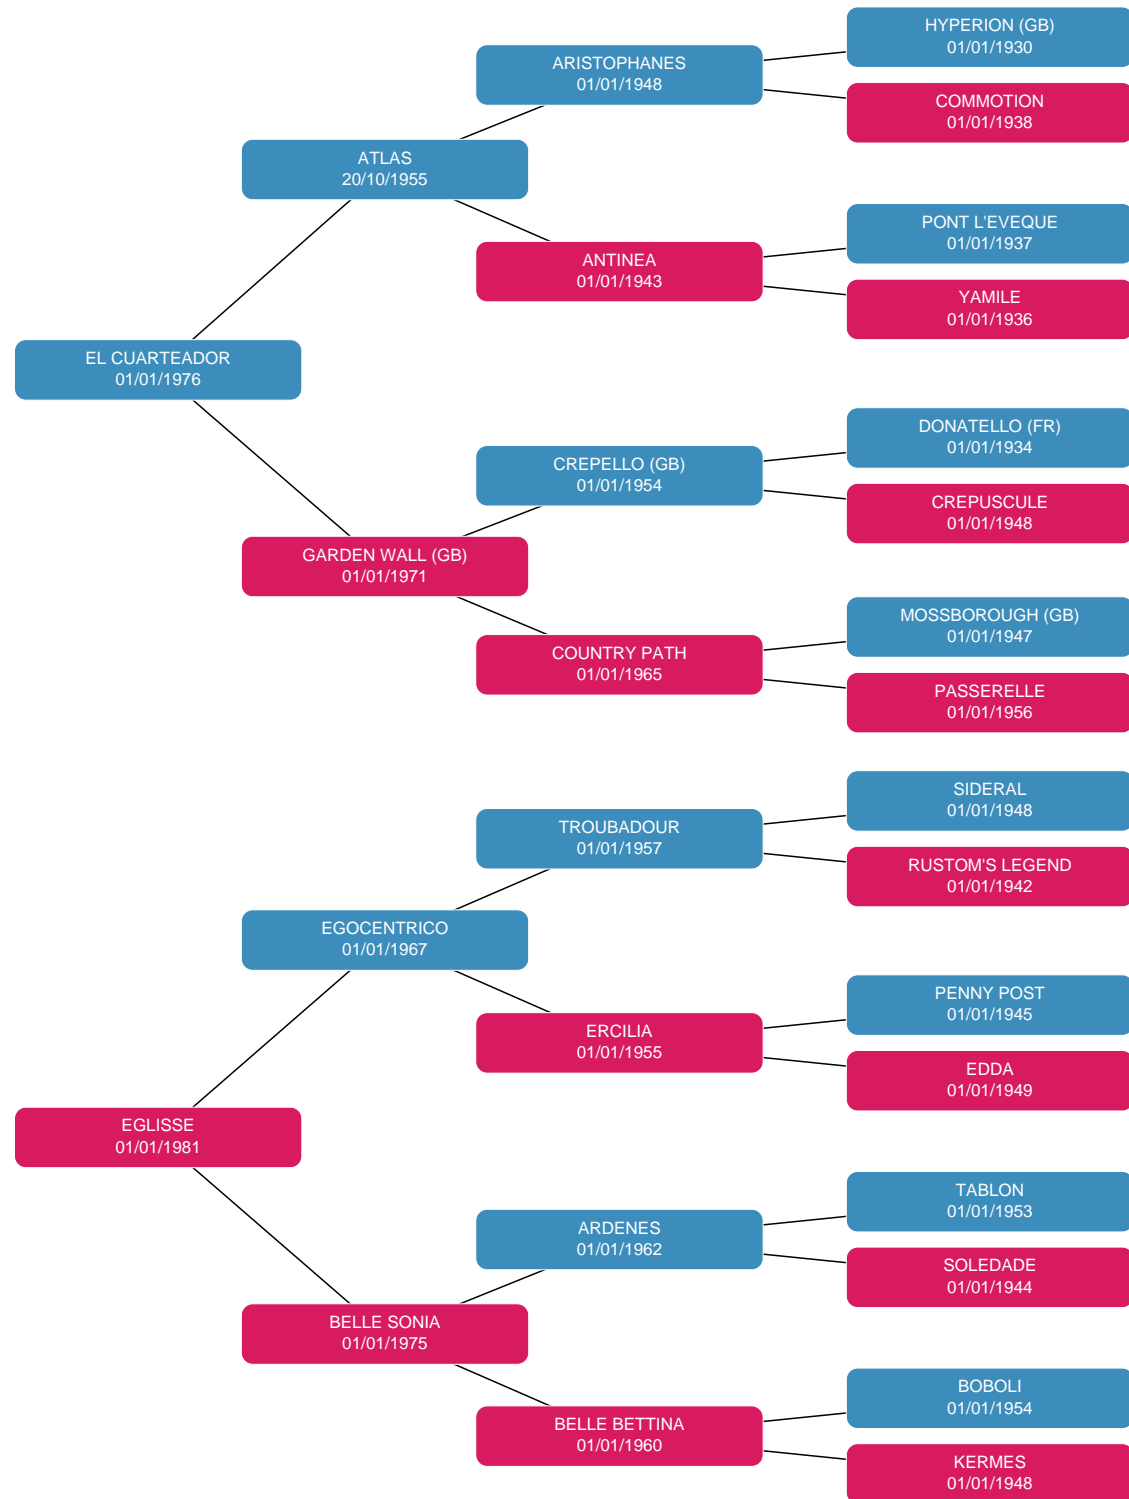 HYPERION (GB)
01/01/1930
ARISTOPHANES
01/01/1948
COMMOTION
01/01/1938
ATLAS
20/10/1955
PONT L'EVEQUE
01/01/1937
ANTINEA
01/01/1943
YAMILE
01/01/1936
EL CUARTEADOR
01/01/1976
DONATELLO (FR)
01/01/1934
CREPELLO (GB)
01/01/1954
CREPUSCULE
01/01/1948
GARDEN WALL (GB)
01/01/1971
MOSSBOROUGH (GB)
01/01/1947
COUNTRY PATH
01/01/1965
PASSERELLE
01/01/1956
SIDERAL
01/01/1948
TROUBADOUR
01/01/1957
RUSTOM'S LEGEND
01/01/1942
EGOCENTRICO
01/01/1967
PENNY POST
01/01/1945
ERCILIA
01/01/1955
EDDA
01/01/1949
EGLISSE
01/01/1981
TABLON
01/01/1953
ARDENES
01/01/1962
SOLEDADE
01/01/1944
BELLE SONIA
01/01/1975
BOBOLI
01/01/1954
BELLE BETTINA
01/01/1960
KERMES
01/01/1948